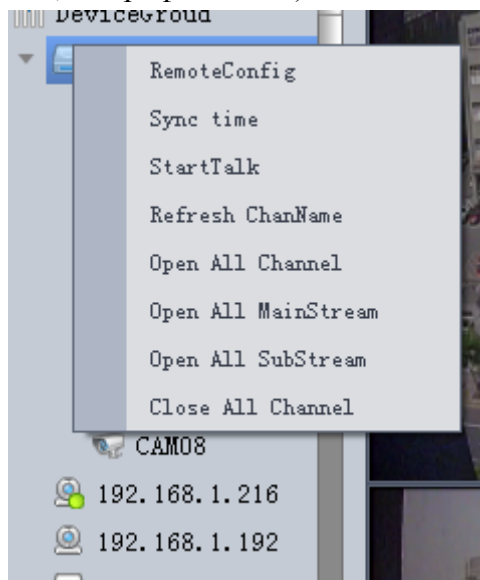 DeviceGroud
RemoteConfig
Sync time
StartTalk
Refresh ChanName
Open All Channel
Open All MainStream
Open All SubStream
Close All Channel
CAM08
192.168.1.216
192.168.1.192